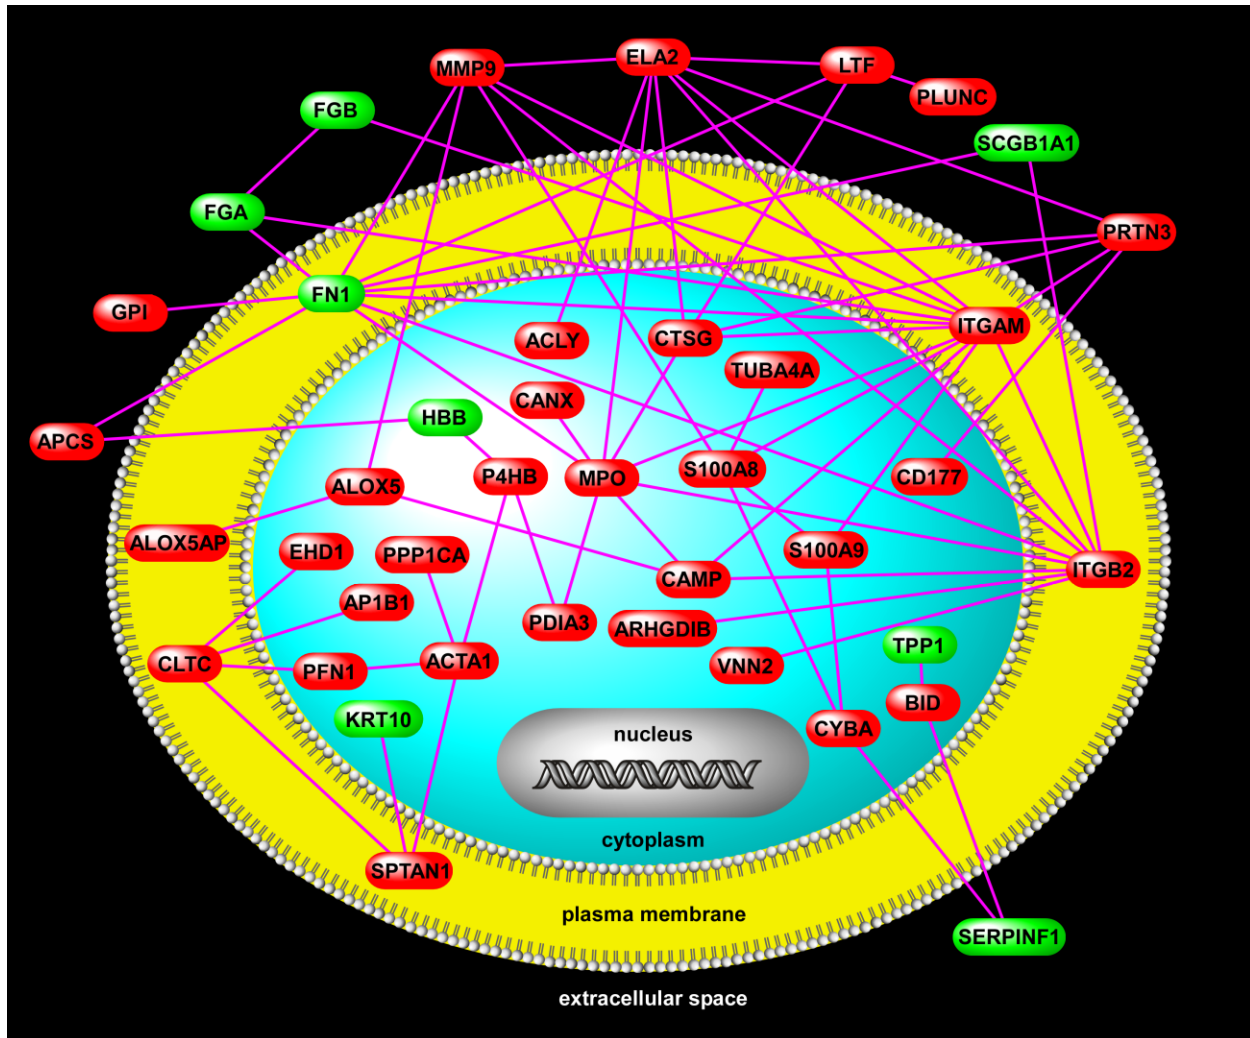 ELA2
LTF
MMP9
PLUNC
FGB
SCGB1A1
FGA
PRTN3
FN1
GPI
ITGAM
ACLY
CTSG
TUBA4A
CANX
HBB
APCS
S100A8
P4HB
MPO
CD177
ALOX5
ALOX5AP
EHD1
PPP1CA
S100A9
ITGB2
CAMP
AP1B1
PDIA3
ARHGDIB
TPP1
CLTC
PFN1
ACTA1
VNN2
BID
KRT10
CYBA
nucleus
cytoplasm
SPTAN1
plasma membrane
SERPINF1
extracellular space